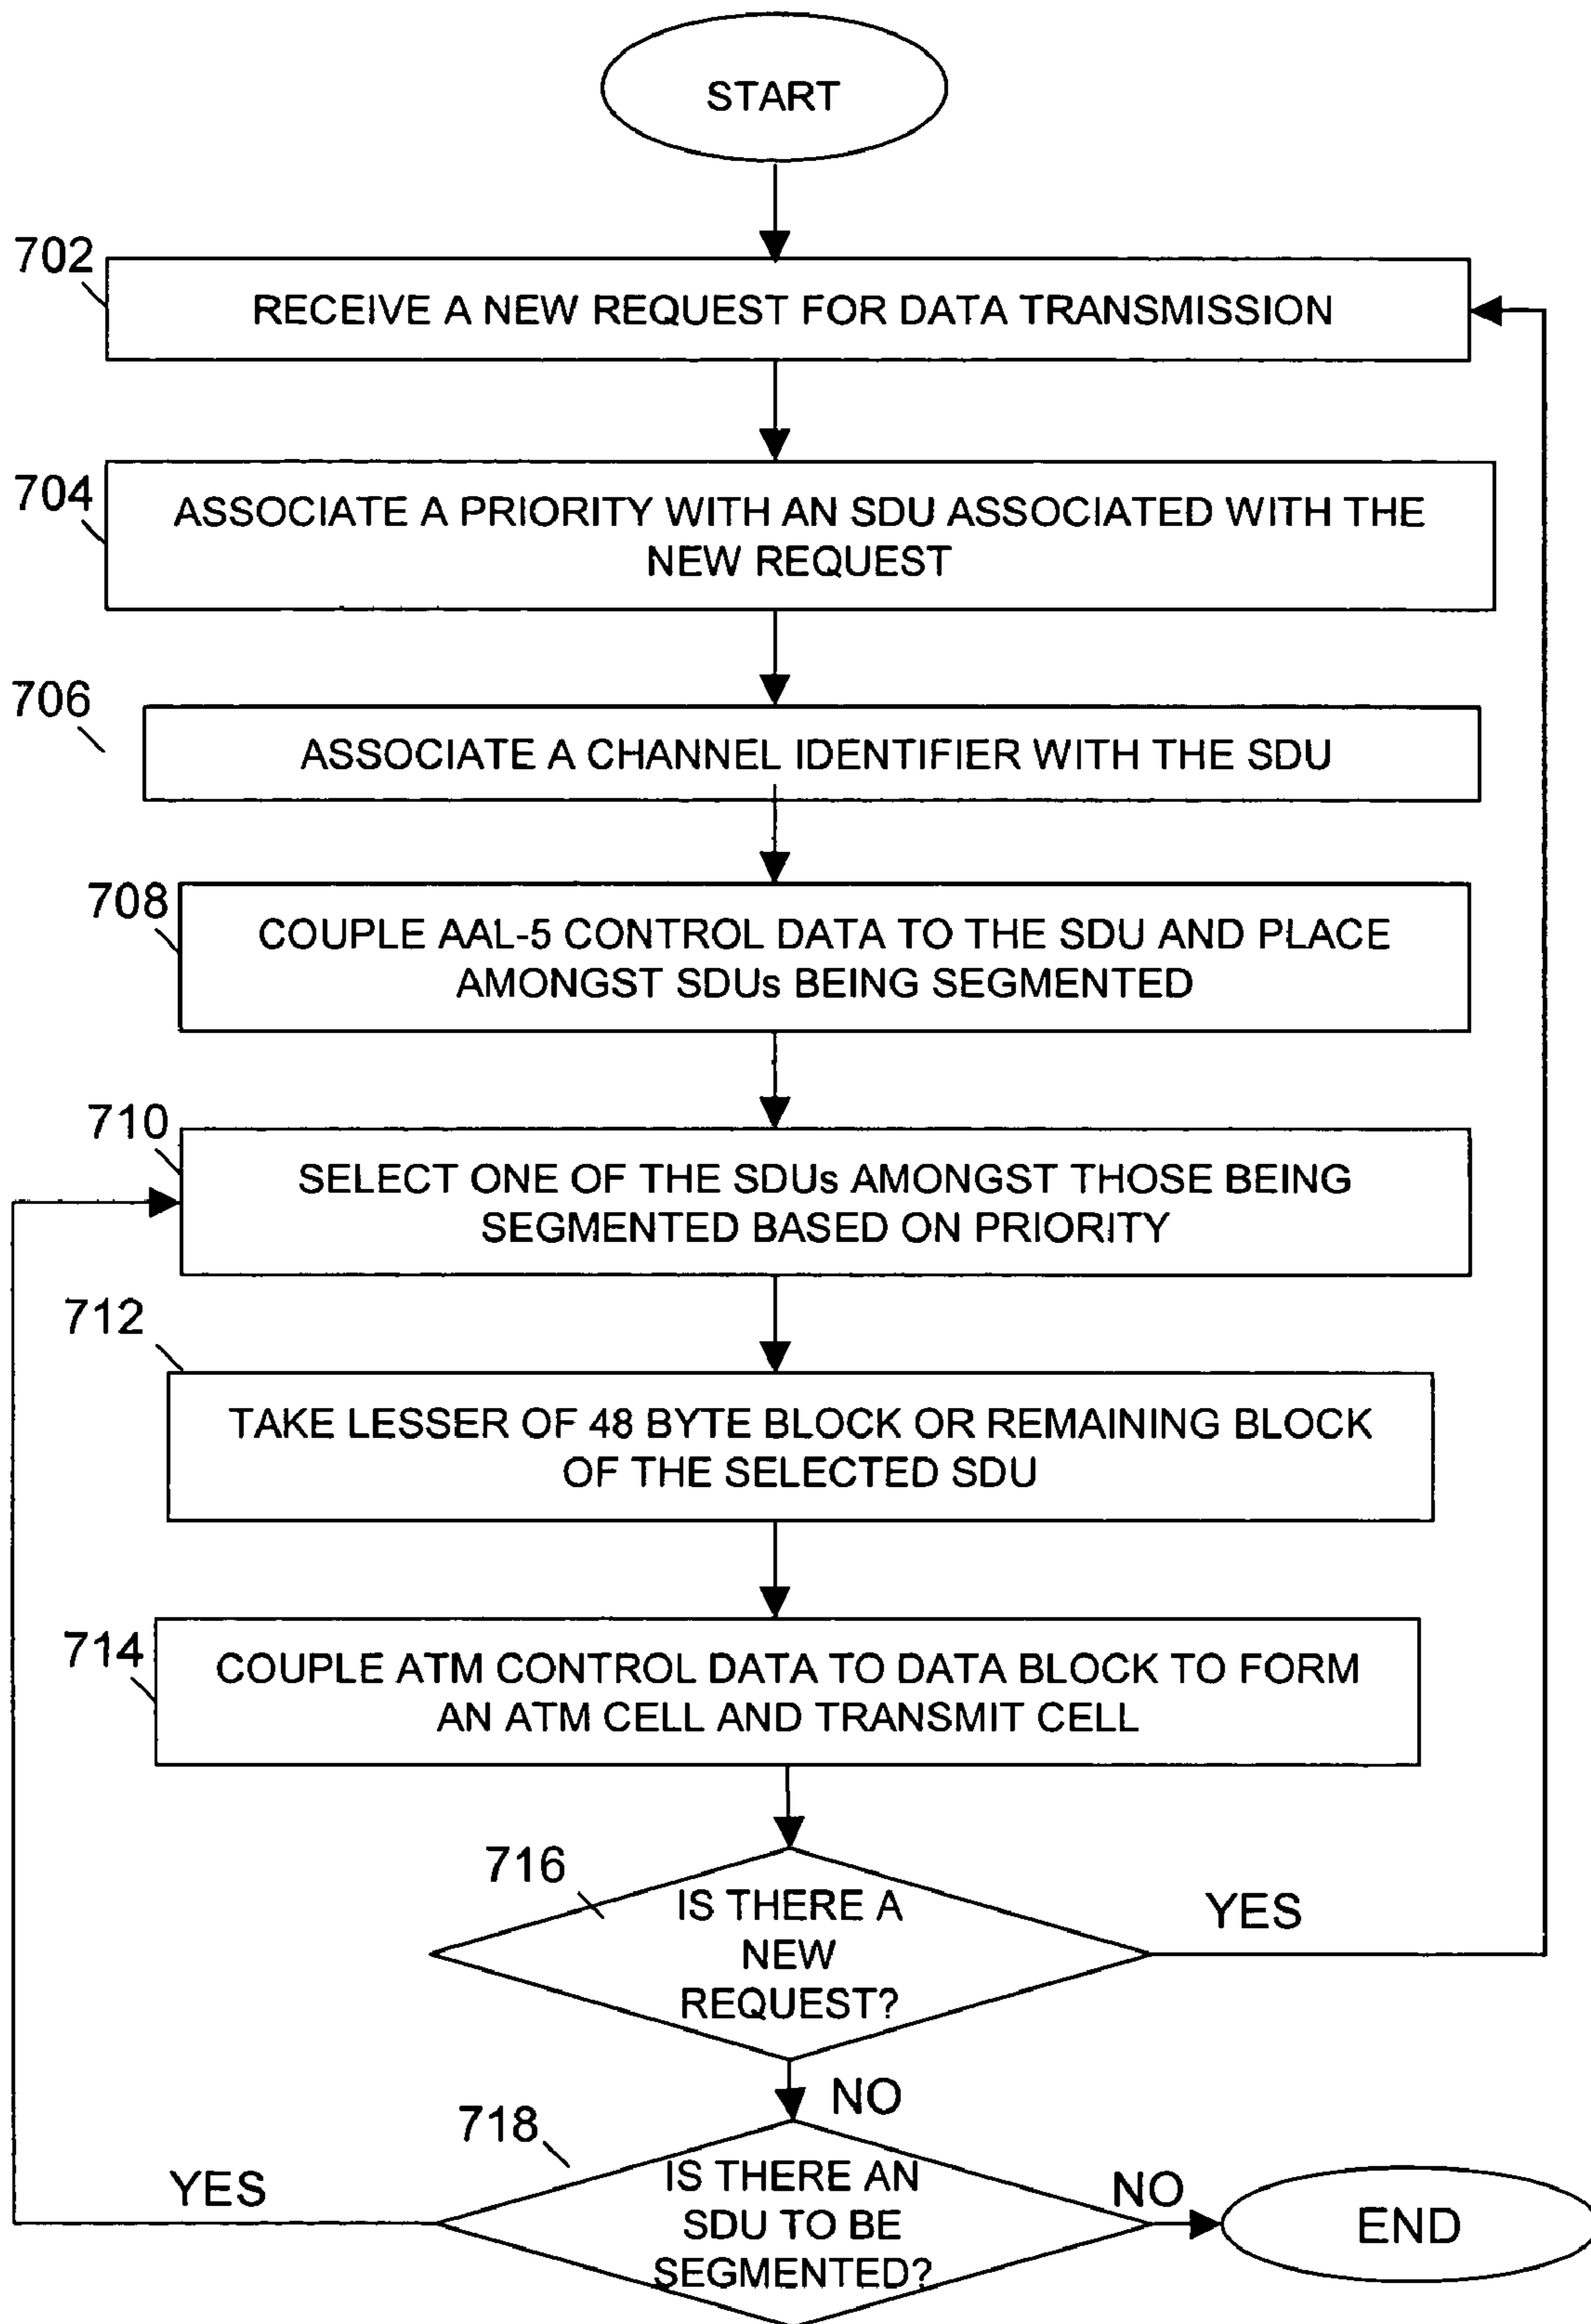 START
702
RECEIVE A NEW REQUEST FOR DATA TRANSMISSION
704
ASSOCIATE A PRIORITY WITH AN SDU ASSOCIATED WITH THE
NEW REQUEST
706
ASSOCIATE A CHANNEL IDENTIFIER WITH THE SDU
708
COUPLE AAL-5 CONTROL DATA TO THE SDU AND PLACE
AMONGST SDUs BEING SEGMENTED
710
SELECT ONE OF THE SDUs AMONGST THOSE BEING
SEGMENTED BASED ON PRIORITY
712
TAKE LESSER OF 48 BYTE BLOCK OR REMAINING BLOCK
OF THE SELECTED SDU
714
COUPLE ATM CONTROL DATA TO DATA BLOCK TO FORM
AN ATM CELL AND TRANSMIT CELL
716
IS THERE A
NEW
REQUEST?
YES
NO
718
IS THERE AN
SDU TO BE
SEGMENTED?
YES
NO
END